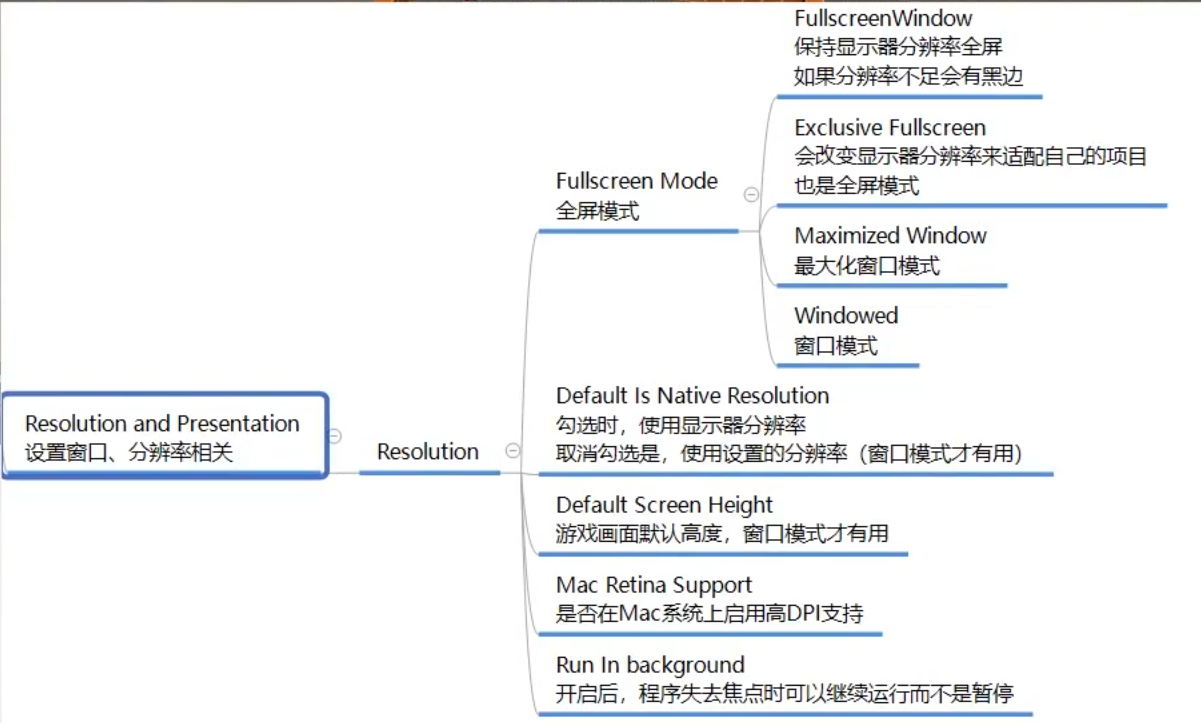 Resolution and Presentation
设置窗口、分辨率相关
Resolution
Fullscreen Mode
全屏模式
FullscreenWindow
保持显示器分辨率全屏
如果分辨率不足会有黑边
Exclusive Fullscreen
会改变显示器分辨率来适配自己的项目
也是全屏模式
Maximized Window
最大化窗口模式
Windowed
窗口模式
Default Is Native Resolution
勾选时，使用显示器分辨率
取消勾选是，使用设置的分辨率（窗口模式才有用）
Default Screen Height
游戏画面默认高度，窗口模式才有用
Mac Retina Support
是否在Mac系统上启用高DPI支持
Run In background
开启后，程序失去焦点时可以继续运行而不是暂停